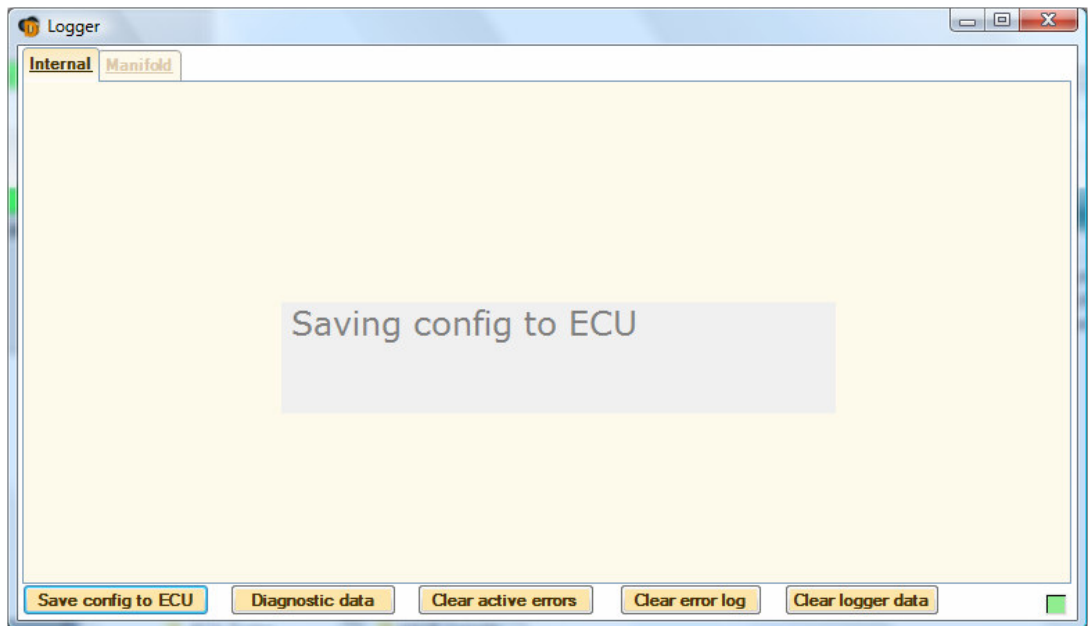 Logger
Internal Manifold
Saving config to ECU
Save config to ECU Diagnostic data Clear active errors Clear error log Clear logger data